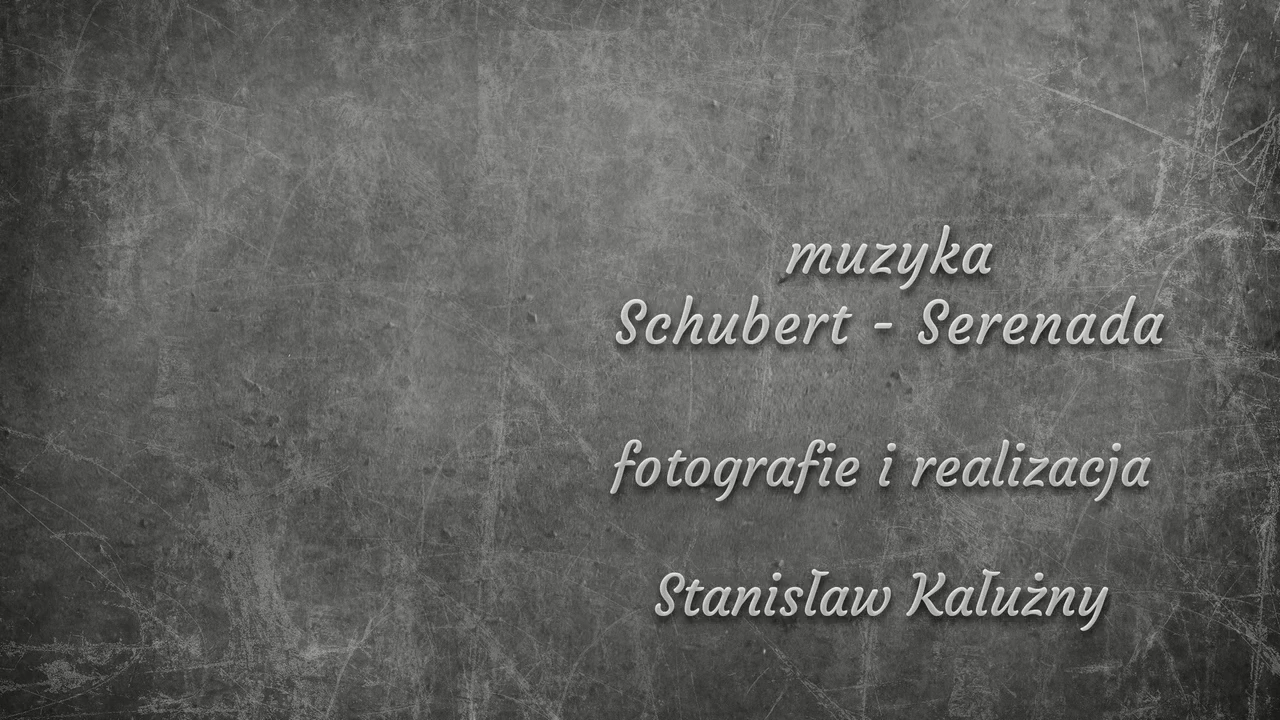 muzyka
Schubert - Serenada
fotografie i realizacja
Stanisław Kałużny